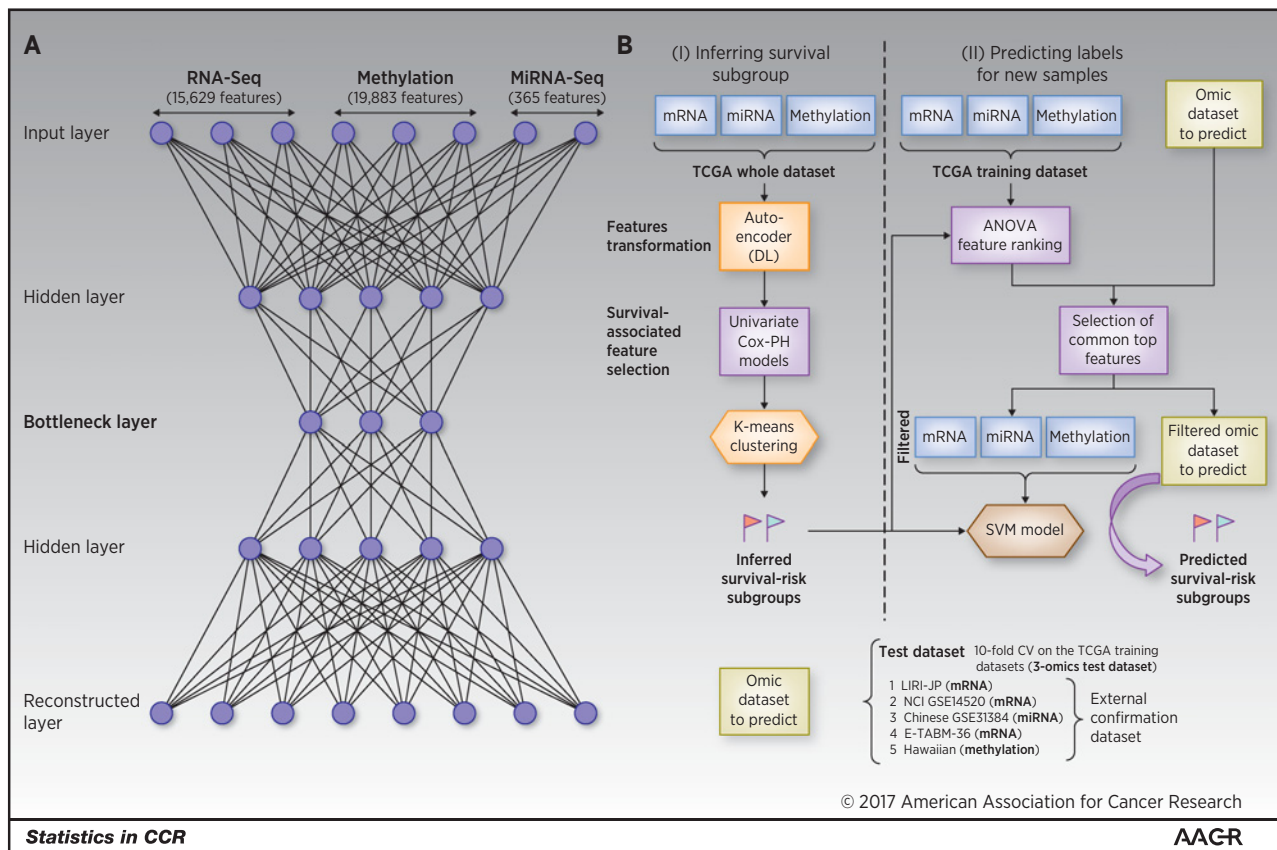 A
RNA-Seq
(15,629 features)
Methylation
(19,883 features)
MiRNA-Seq
(365 features)
Input layer
Hidden layer
Bottleneck layer
Hidden layer
Reconstructed
layer
B
(I) Inferring survival
subgroup
mRNA
miRNA
Methylation
TCGA whole dataset
Features
transformation
Auto-
encoder
(DL)
Survival-
associated
feature
selection
Univariate
Cox-PH
models
K-means
clustering
Inferred
survival-risk
subgroups
(II) Predicting labels
for new samples
mRNA
miRNA
Methylation
TCGA training dataset
Omic
dataset
to predict
ANOVA
feature ranking
Selection of
common top
features
Filtered
mRNA
miRNA
Methylation
Filtered omic
dataset
to predict
SVM model
Predicted
survival-risk
subgroups
Omic
dataset
to predict
Test dataset 10-fold CV on the TCGA training
datasets (3-omics test dataset)
1 LIRI-JP (mRNA)
2 NCI GSE14520 (mRNA)
3 Chinese GSE31384 (miRNA)
4 E-TABM-36 (mRNA)
5 Hawaiian (methylation)
External
confirmation
dataset
© 2017 American Association for Cancer Research
Statistics in CCR
AACR